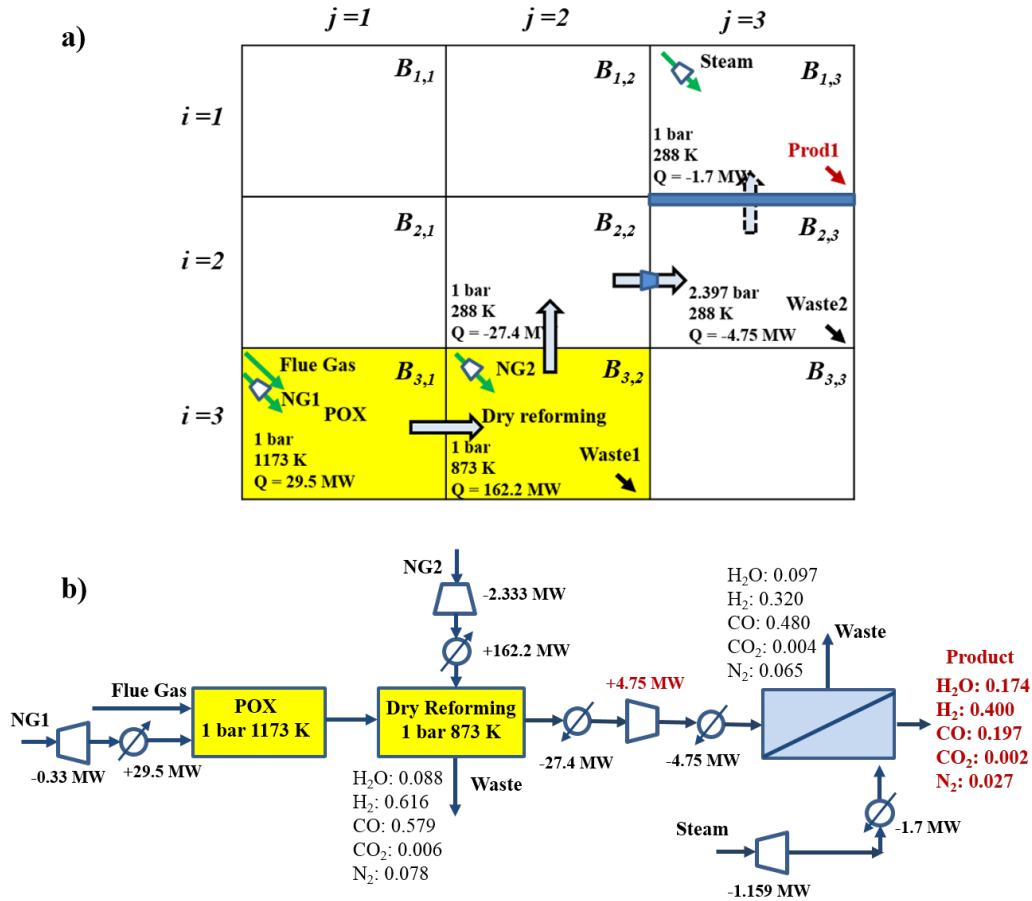 a)
j=1
j=2
j=3
i=1
i=2
i=3
B1,1
B1,2
Steam
B1,3
1 bar
288 K
Q = -1.7 MW
Prod1
B2,1
B2,2
1 bar
288 K
Q = -27.4 MW
B2,3
2.397 bar
288 K
Q = -4.75 MW
Waste2
Flue Gas
B3,1
NG1
POX
1 bar
1173 K
Q = 29.5 MW
NG2
B3,2
Dry reforming
1 bar
873 K
Q = 162.2 MW
Waste1
B3,3
b)
NG2
-2.333 MW
+162.2 MW
Flue Gas
NG1
-0.33 MW
+29.5 MW
POX
1 bar 1173 K
Dry Reforming
1 bar 873 K
H2O: 0.088
H2: 0.616
CO: 0.579
CO2: 0.006
N2: 0.078
Waste
-27.4 MW
+4.75 MW
-4.75 MW
H2O: 0.097
H2: 0.320
CO: 0.480
CO2: 0.004
N2: 0.065
Waste
Product
H2O: 0.174
H2: 0.400
CO: 0.197
CO2: 0.002
N2: 0.027
Steam
-1.159 MW
-1.7 MW